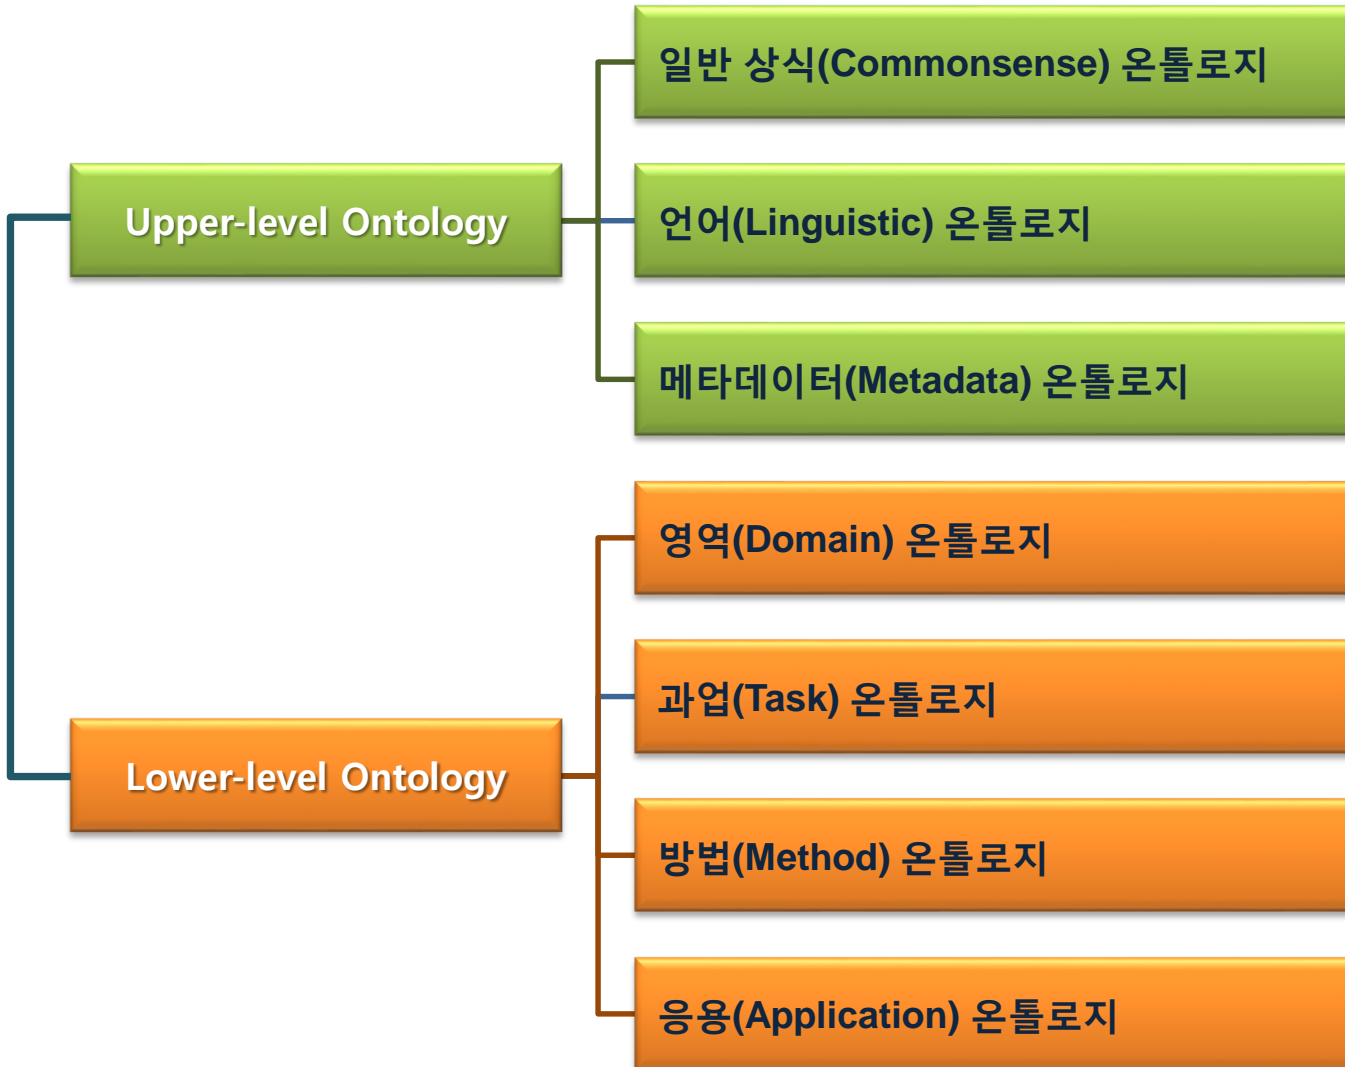 Upper-level Ontology
일반 상식(Commonsense) 온톨로지
언어(Linguistic) 온톨로지
메타데이터(Metadata) 온톨로지
Lower-level Ontology
영역(Domain) 온톨로지
과업(Task) 온톨로지
방법(Method) 온톨로지
응용(Application) 온톨로지